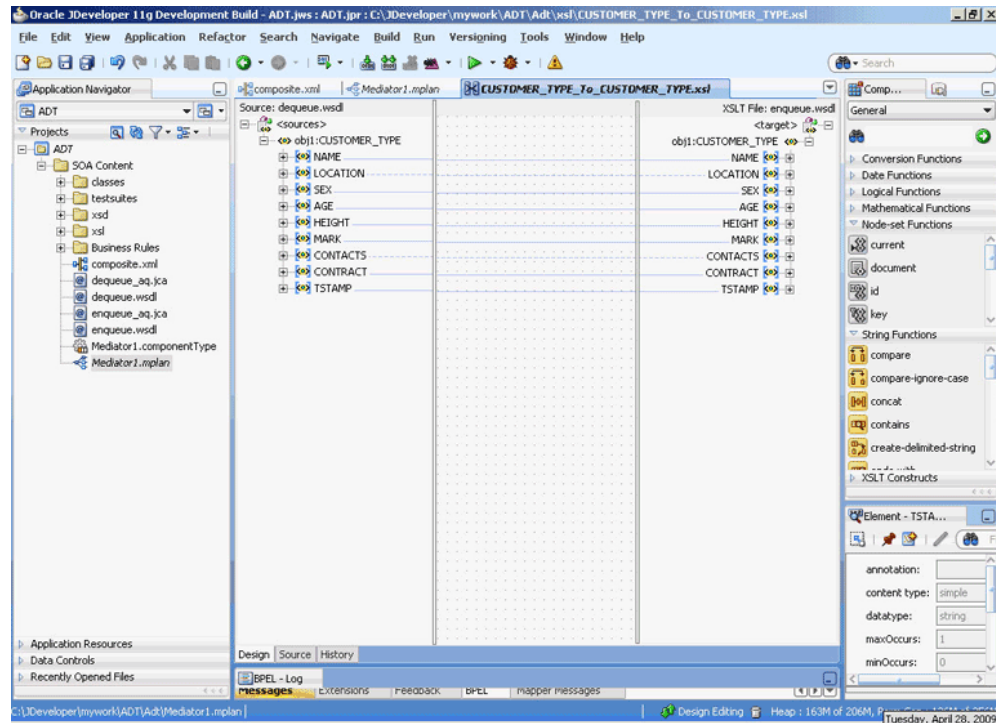 Oracle JDeveloper 11g Development Build - ADT.jws : ADT.jpr : C:\JDeveloper\mywork\ADT\Adt\xsl\CUSTOMER_TYPE_To_CUSTOMER_TYPE.xsl
File Edit View Application Refactor Search Navigate Build Run Versioning Tools Window Help
Search
Application Navigator
composite.xml
Mediator1.mplan
CUSTOMER_TYPE_To_CUSTOMER_TYPE.xsl
Comp...
ADT
Source: dequeue.wsdl
XSLT File: enqueue.wsdl
General
Projects
<sources>
<target>
ADT
obj1:CUSTOMER_TYPE
obj1:CUSTOMER_TYPE
SOA Content
classes
testsuites
xsd
xsl
Business Rules
composite.xml
dequeue_aq.jca
dequeue.wsdl
enqueue_aq.jca
enqueue.wsdl
Mediator1.componentType
Mediator1.mplan
NAME
LOCATION
SEX
AGE
HEIGHT
MARK
CONTACTS
CONTRACT
TSTAMP
NAME
LOCATION
SEX
AGE
HEIGHT
MARK
CONTACTS
CONTRACT
TSTAMP
Conversion Functions
Date Functions
Logical Functions
Mathematical Functions
Node-set Functions
current
document
id
key
String Functions
compare
compare-ignore-case
concat
contains
create-delimited-string
XSLT Constructs
Element - TSTA...
annotation:
content type: simple
datatype: string
maxOccurs: 1
minOccurs: 0
Application Resources
Data Controls
Recently Opened Files
Design Source History
BPEL - Log
Messages Extensions Feedback BPEL Mapper Messages
C:\JDeveloper\mywork\ADT\Adt\Mediator1.mplan
Design Editing Heap : 163M of 206M,
Tuesday, April 28, 2009